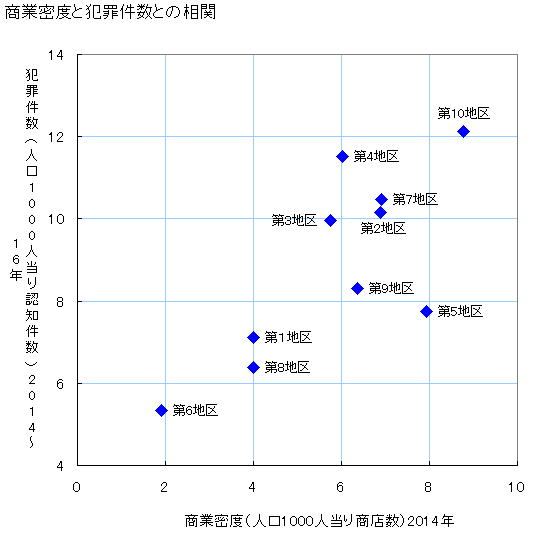 商業密度と犯罪件数との相関
犯罪件数(人口1000人当り認知件数)2014~
16年
14
12
10
8
6
4
第10地区
第4地区
第7地区
第2地区
第3地区
第9地区
第5地区
第1地区
第8地区
第6地区
0 2 4 6 8 10
商業密度(人口1000人当り商店数)2014年